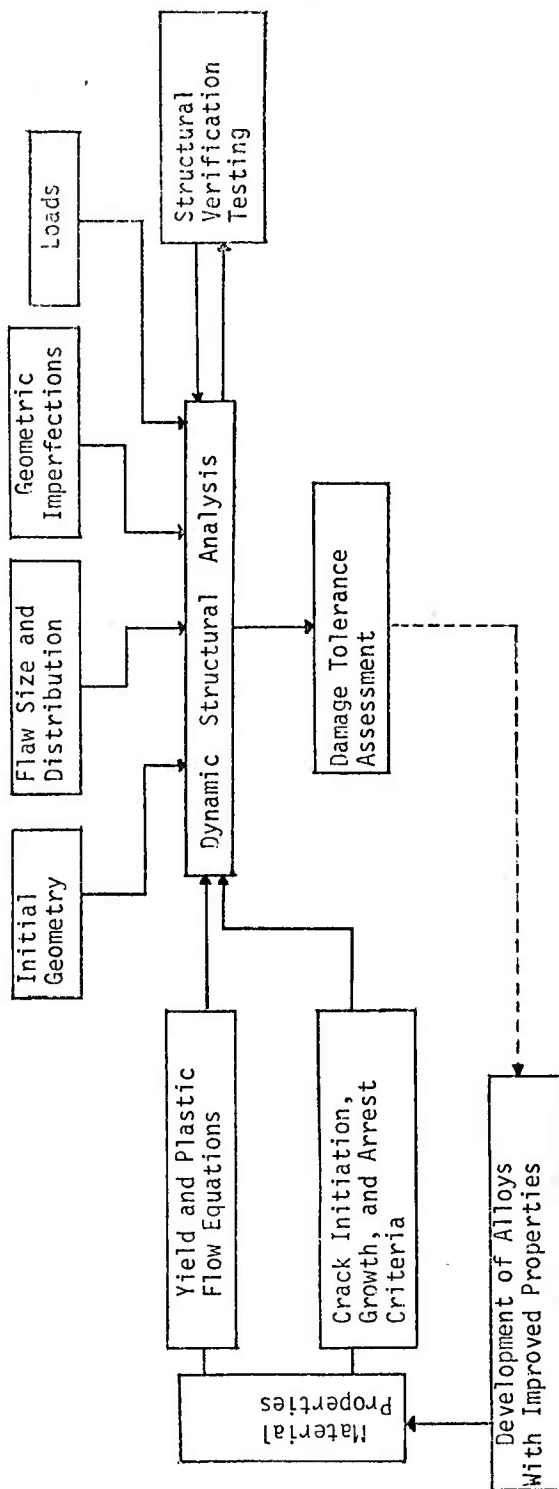 Initial
Geometry
Flaw Size and
Distribution
Geometric
Imperfections
Loads
Yield and Plastic
Flow Equations
Dynamic Structural Analysis
Structural
Verification
Testing
Material
Properties
Crack Initiation,
Growth, and Arrest
Criteria
Damage Tolerance
Assessment
Development of Alloys
With Improved Properties